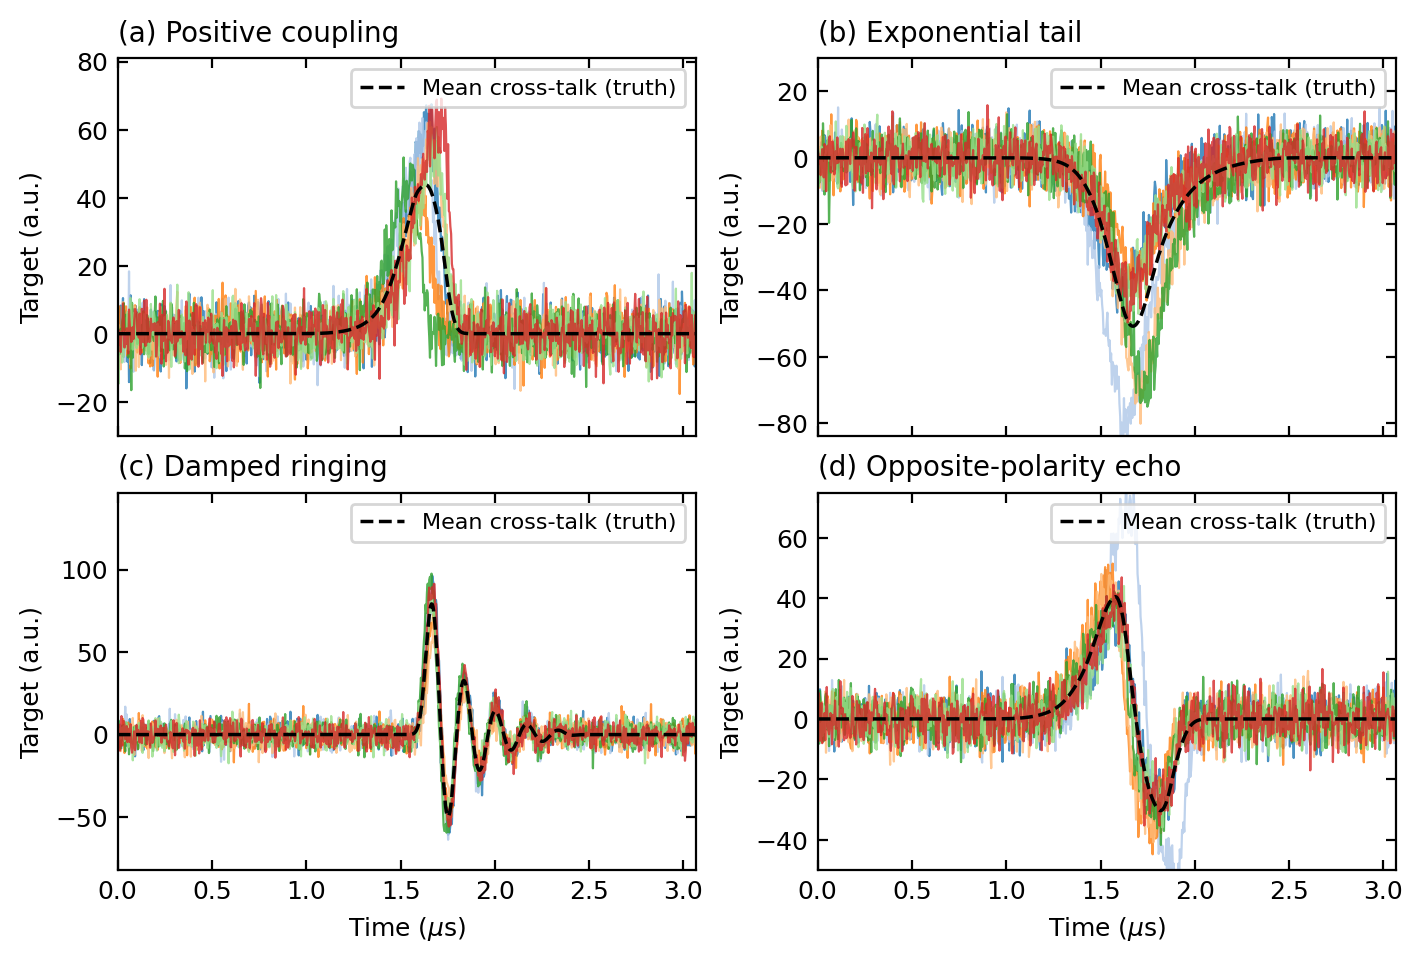 (a) Positive coupling
Mean cross-talk (truth)
Target (a.u.)
80
60
40
20
0
−20
(b) Exponential tail
Mean cross-talk (truth)
Target (a.u.)
20
0
−20
−40
−60
−80
(c) Damped ringing
Mean cross-talk (truth)
Target (a.u.)
100
50
0
−50
0.0 0.5 1.0 1.5 2.0 2.5 3.0
Time (μs)
(d) Opposite-polarity echo
Mean cross-talk (truth)
Target (a.u.)
60
40
20
0
−20
−40
0.0 0.5 1.0 1.5 2.0 2.5 3.0
Time (μs)